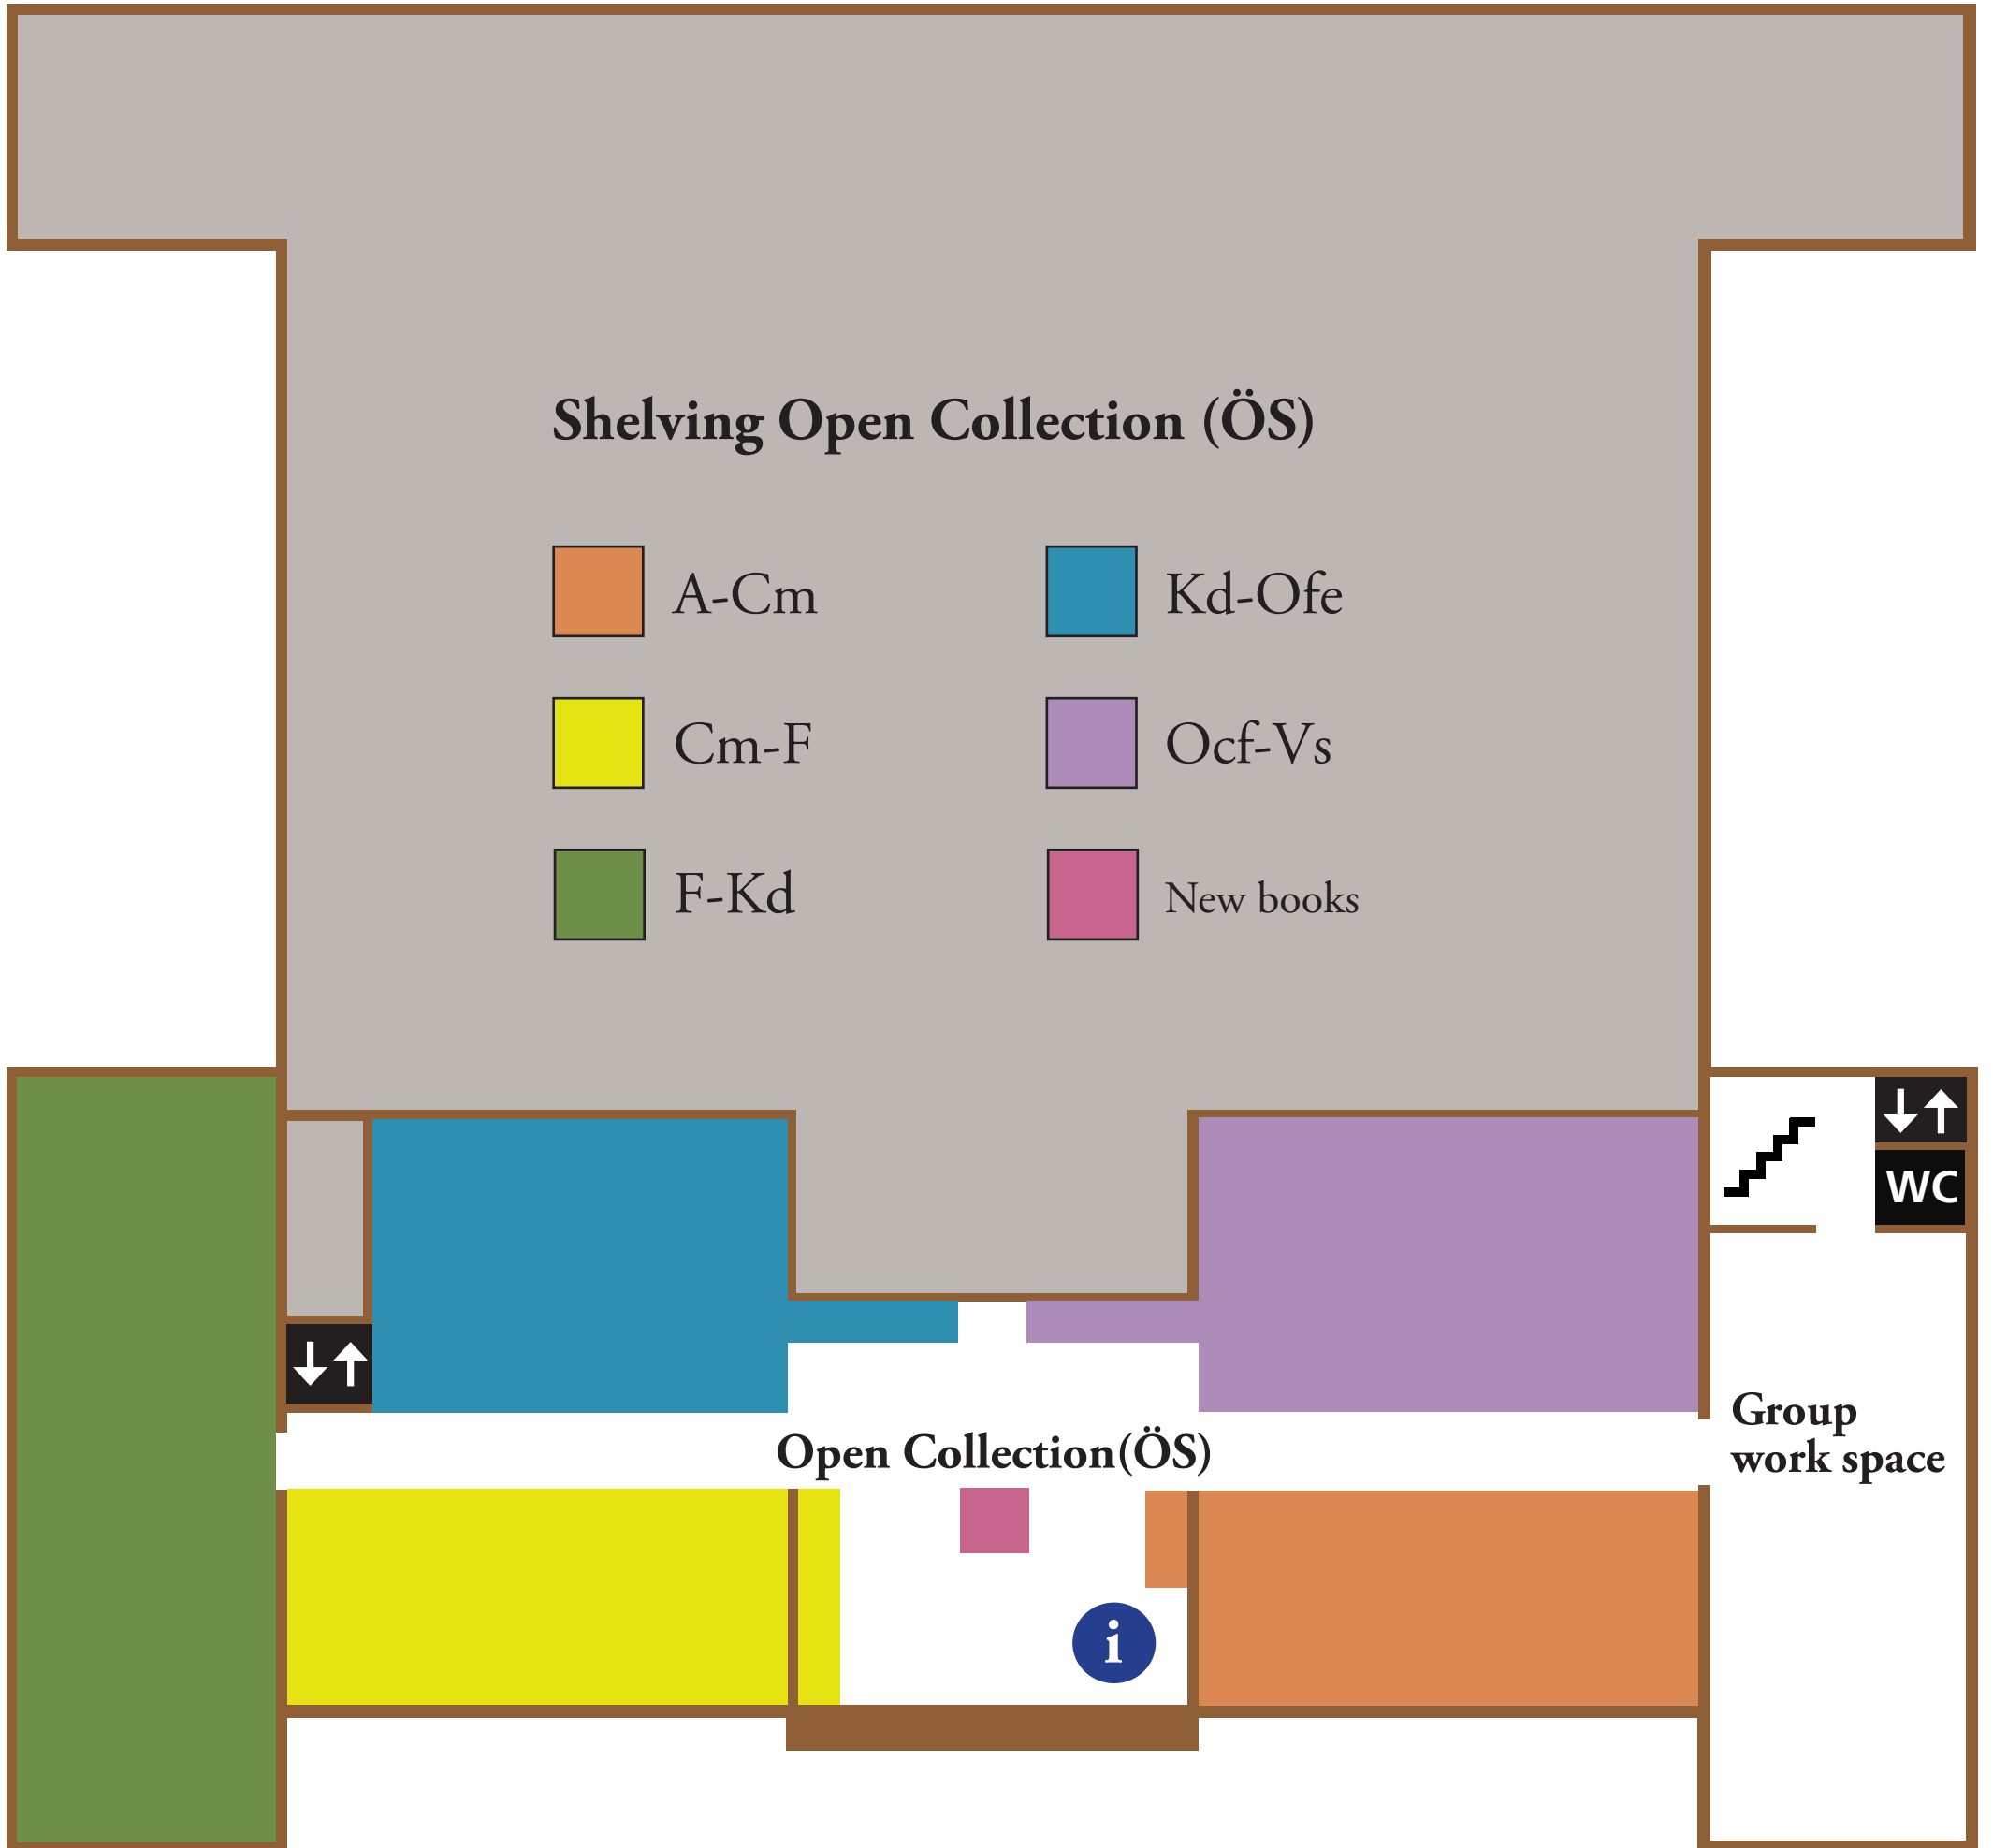 Shelving Open Collection (ÖS)
A-Cm
Kd-Ofe
Cm-F
Ocf-Vs
F-Kd
New books
WC
Group
work space
Open Collection(ÖS)
i